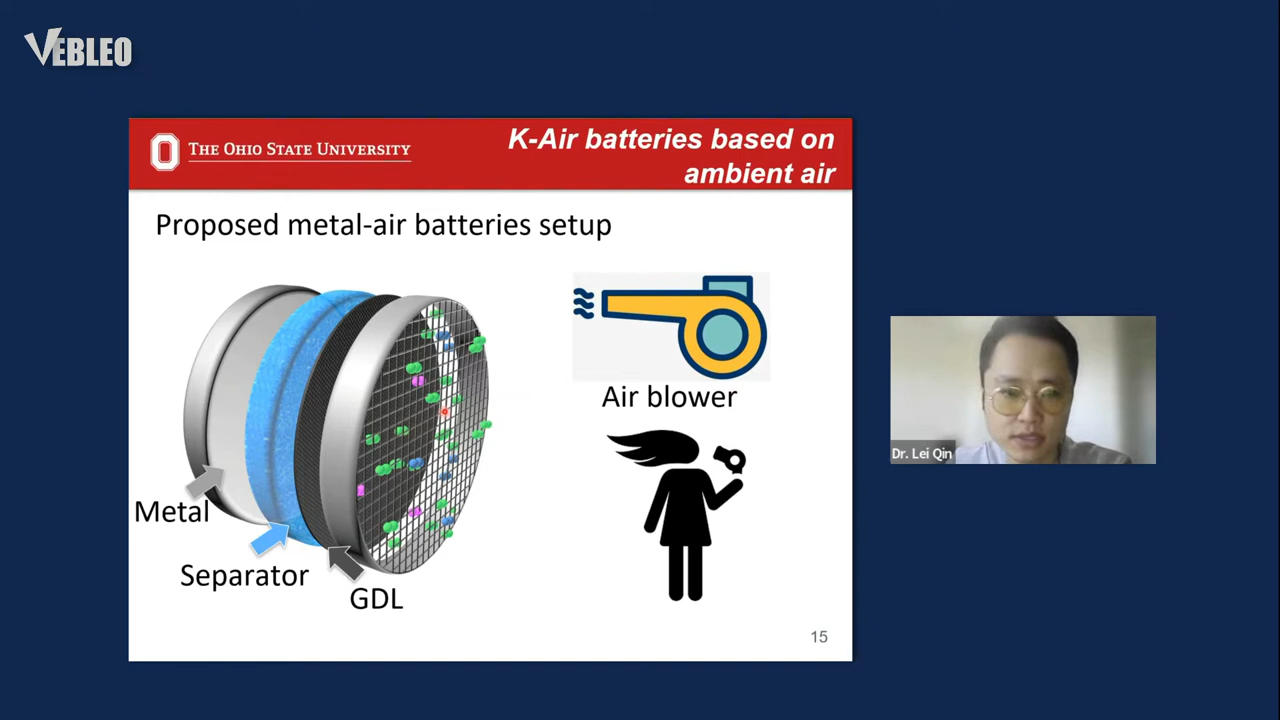 VEBLEO
THE OHIO STATE UNIVERSITY
K-Air batteries based on
ambient air
Proposed metal-air batteries setup
Air blower
Metal
Separator
GDL
15
Dr. Lei Qin